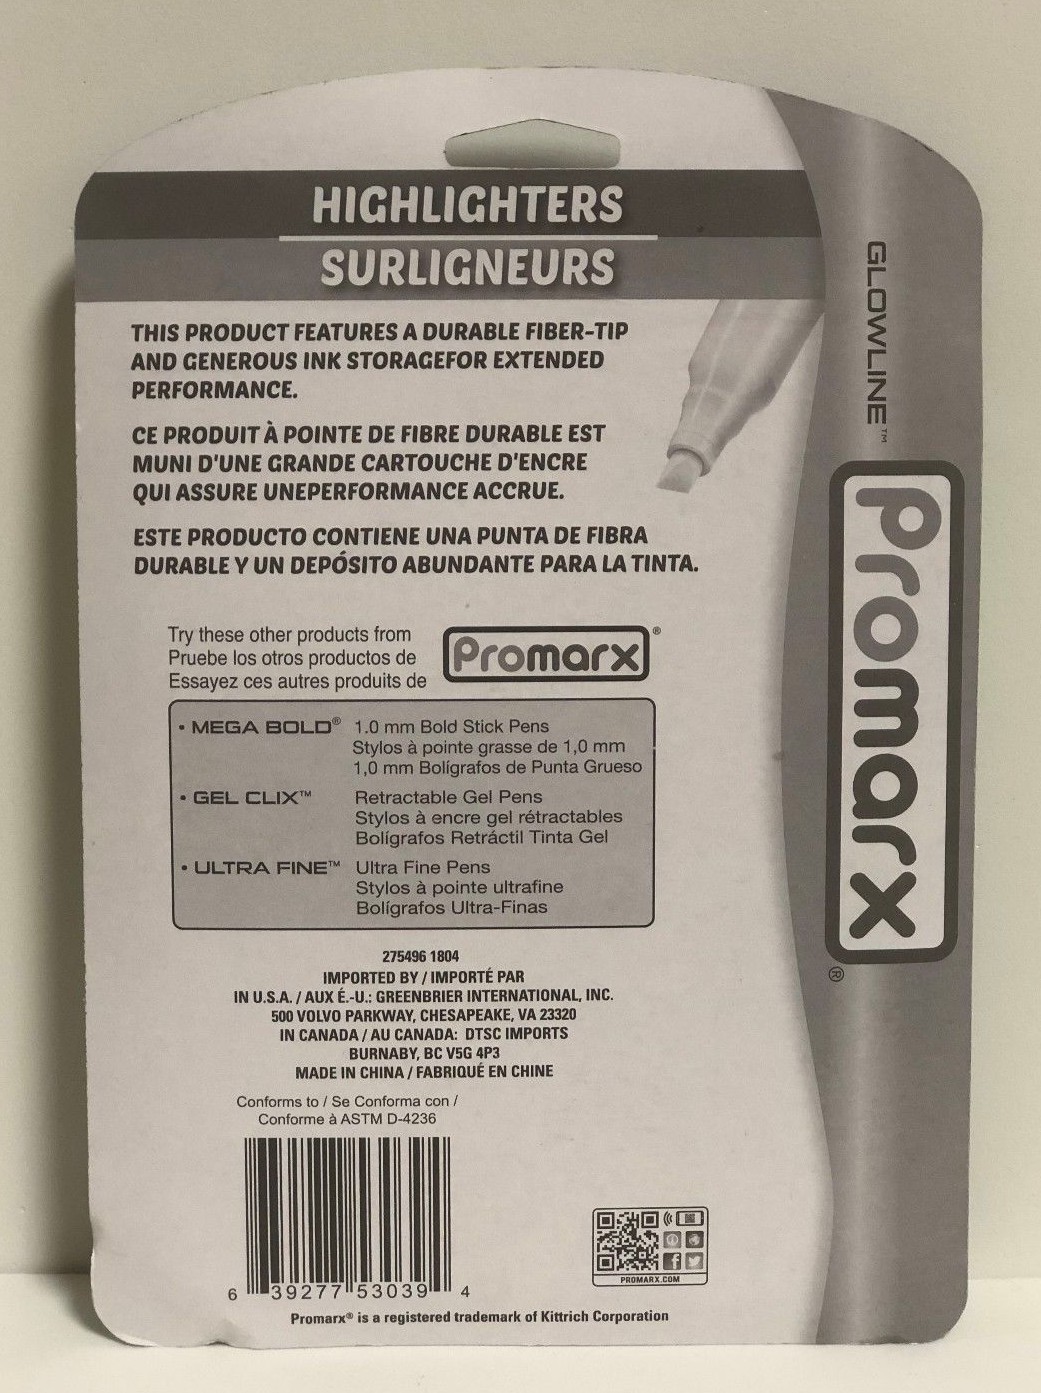 HIGHLIGHTERS
SURLIGNEURS
THIS PRODUCT FEATURES A DURABLE FIBER-TIP
AND GENEROUS INK STORAGEFOR EXTENDED
PERFORMANCE.
CE PRODUIT À POINTE DE FIBRE DURABLE EST
MUNI D'UNE GRANDE CARTOUCHE D'ENCRE
QUI ASSURE UNEPERFORMANCE ACCRUE.
ESTE PRODUCTO CONTIENE UNA PUNTA DE FIBRA
DURABLE Y UN DEPÓSITO ABUNDANTE PARA LA TINTA.
GLOWLINE™
Promarx®
Try these other products from
Pruebe los otros productos de
Essayez ces autres produits de
Promarx®
• MEGA BOLD® 1.0 mm Bold Stick Pens
Stylos à pointe grasse de 1,0 mm
1,0 mm Bolígrafos de Punta Grueso
• GEL CLIX™ Retractable Gel Pens
Stylos à encre gel rétractables
Bolígrafos Retráctil Tinta Gel
• ULTRA FINE™ Ultra Fine Pens
Stylos à pointe ultrafine
Bolígrafos Ultra-Finas
275496 1804
IMPORTED BY / IMPORTÉ PAR
IN U.S.A. / AUX É.-U.: GREENBRIER INTERNATIONAL, INC.
500 VOLVO PARKWAY, CHESAPEAKE, VA 23320
IN CANADA / AU CANADA: DTSC IMPORTS
BURNABY, BC V5G 4P3
MADE IN CHINA / FABRIQUÉ EN CHINE
Conforms to / Se Conforma con /
Conforme à ASTM D-4236
6 39277 53039 4
PROMARX.COM
Promarx® is a registered trademark of Kittrich Corporation